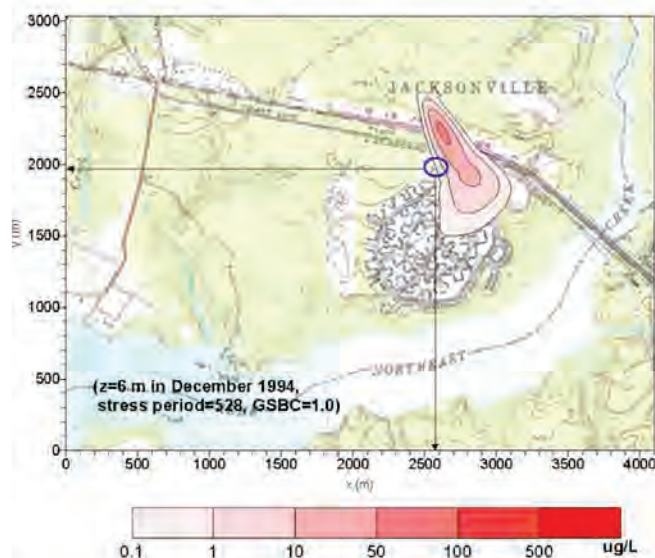 3000
2500
2000
1500
1000
500
0
y (m)
JACKSONVILLE
CREEK
NORTHEAST
(z=6 m in December 1994,
stress period=528, GSBC=1.0)
0 500 1000 1500 2000 2500 3000 3500 4000
x (m)
0.1 1 10 50 100 500 ug/L